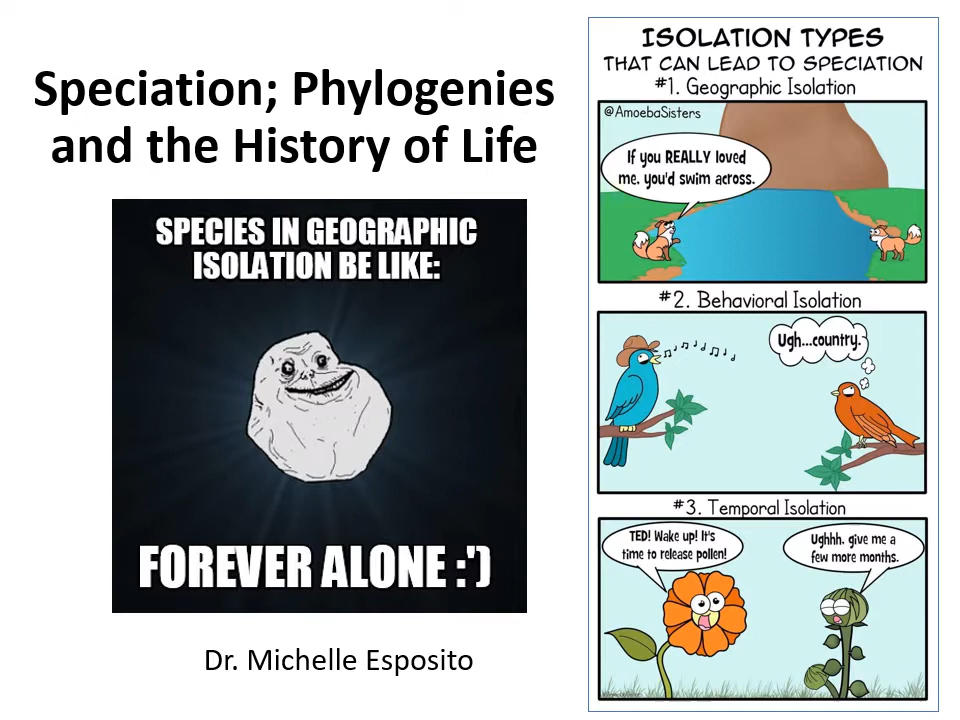 Speciation; Phylogenies
and the History of Life
SPECIES IN GEOGRAPHIC
ISOLATION BE LIKE:
FOREVER ALONE :')
Dr. Michelle Esposito
ISOLATION TYPES
THAT CAN LEAD TO SPECIATION
#1. Geographic Isolation
@AmoebaSisters
If you REALLY loved
me, you'd swim across.
#2. Behavioral Isolation
Ugh...country.
#3. Temporal Isolation
TED! Wake up! It's
time to release pollen!
Ughhh, give me a
few more months.